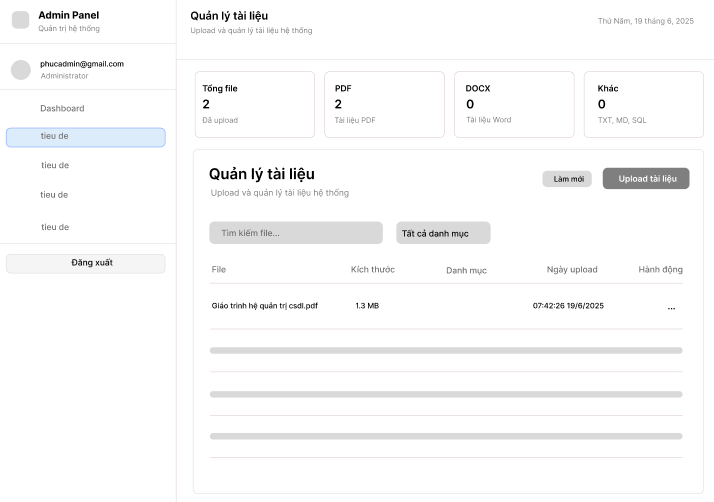 Admin Panel
Quản trị hệ thống
phucadmin@gmail.com
Administrator
Dashboard
tieu de
tieu de
tieu de
tieu de
Đăng xuất
Quản lý tài liệu
Upload và quản lý tài liệu hệ thống
Thứ Năm, 19 tháng 6, 2025
Tổng file
2
Đã upload
PDF
2
Tài liệu PDF
DOCX
0
Tài liệu Word
Khác
0
TXT, MD, SQL
Quản lý tài liệu
Upload và quản lý tài liệu hệ thống
Làm mới
Upload tài liệu
Tìm kiếm file...
Tất cả danh mục
File Kích thước Danh mục Ngày upload Hành động
Giáo trình hệ quản trị csdl.pdf 1.3 MB 07:42:26 19/6/2025 ...